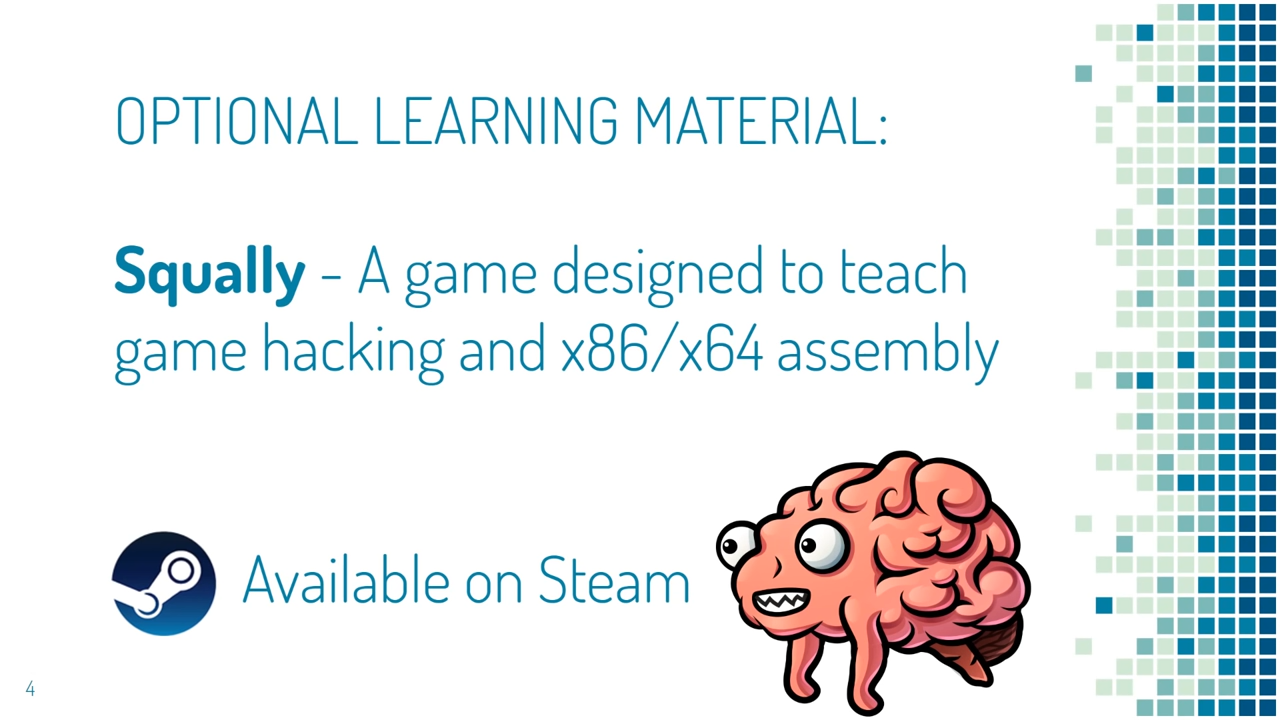 OPTIONAL LEARNING MATERIAL:
Squally - A game designed to teach
game hacking and x86/x64 assembly
Available on Steam
4